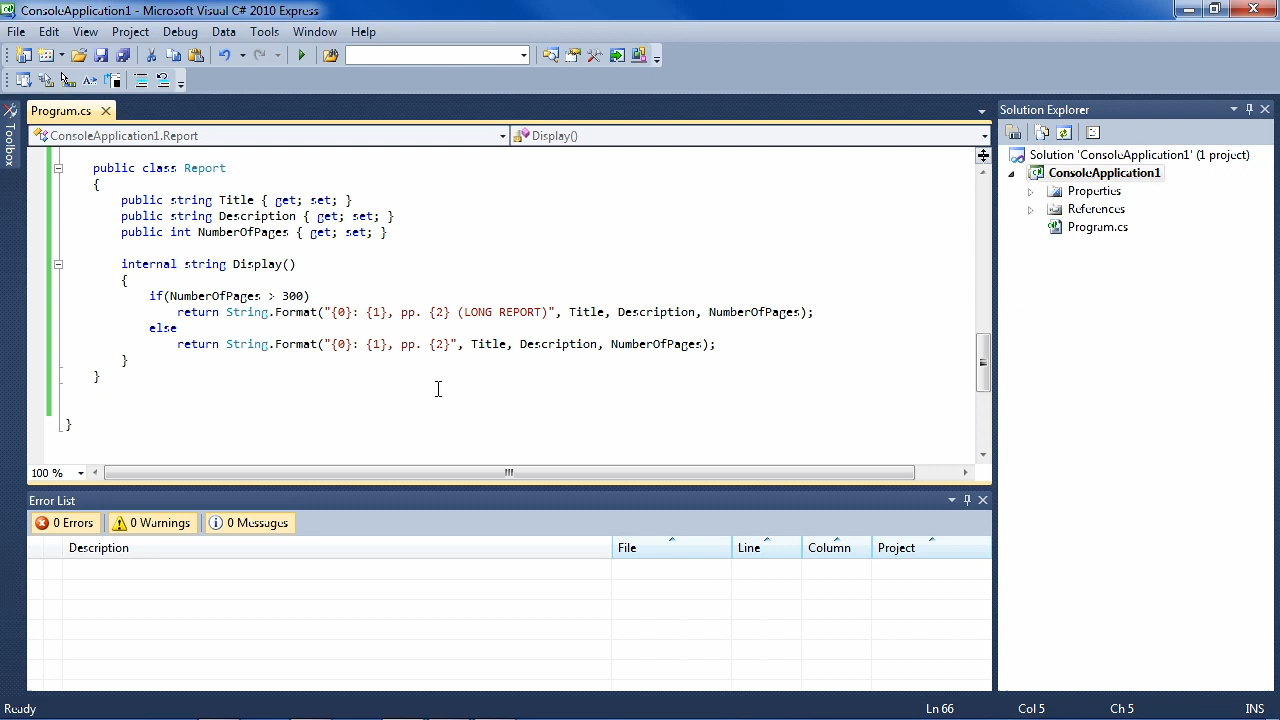 ConsoleApplication1 - Microsoft Visual C# 2010 Express
File Edit View Project Debug Data Tools Window Help
Program.cs
Solution Explorer
Toolbox
ConsoleApplication1.Report
Display()
Solution 'ConsoleApplication1' (1 project)
ConsoleApplication1
Properties
References
Program.cs
public class Report
{
public string Title { get; set; }
public string Description { get; set; }
public int NumberOfPages { get; set; }
internal string Display()
{
if(NumberOfPages > 300)
return String.Format("{0}: {1}, pp. {2} (LONG REPORT)", Title, Description, NumberOfPages);
else
return String.Format("{0}: {1}, pp. {2}", Title, Description, NumberOfPages);
}
}
}
100 %
Error List
0 Errors 0 Warnings 0 Messages
Description File Line Column Project
Ready Ln 66 Col 5 Ch 5 INS